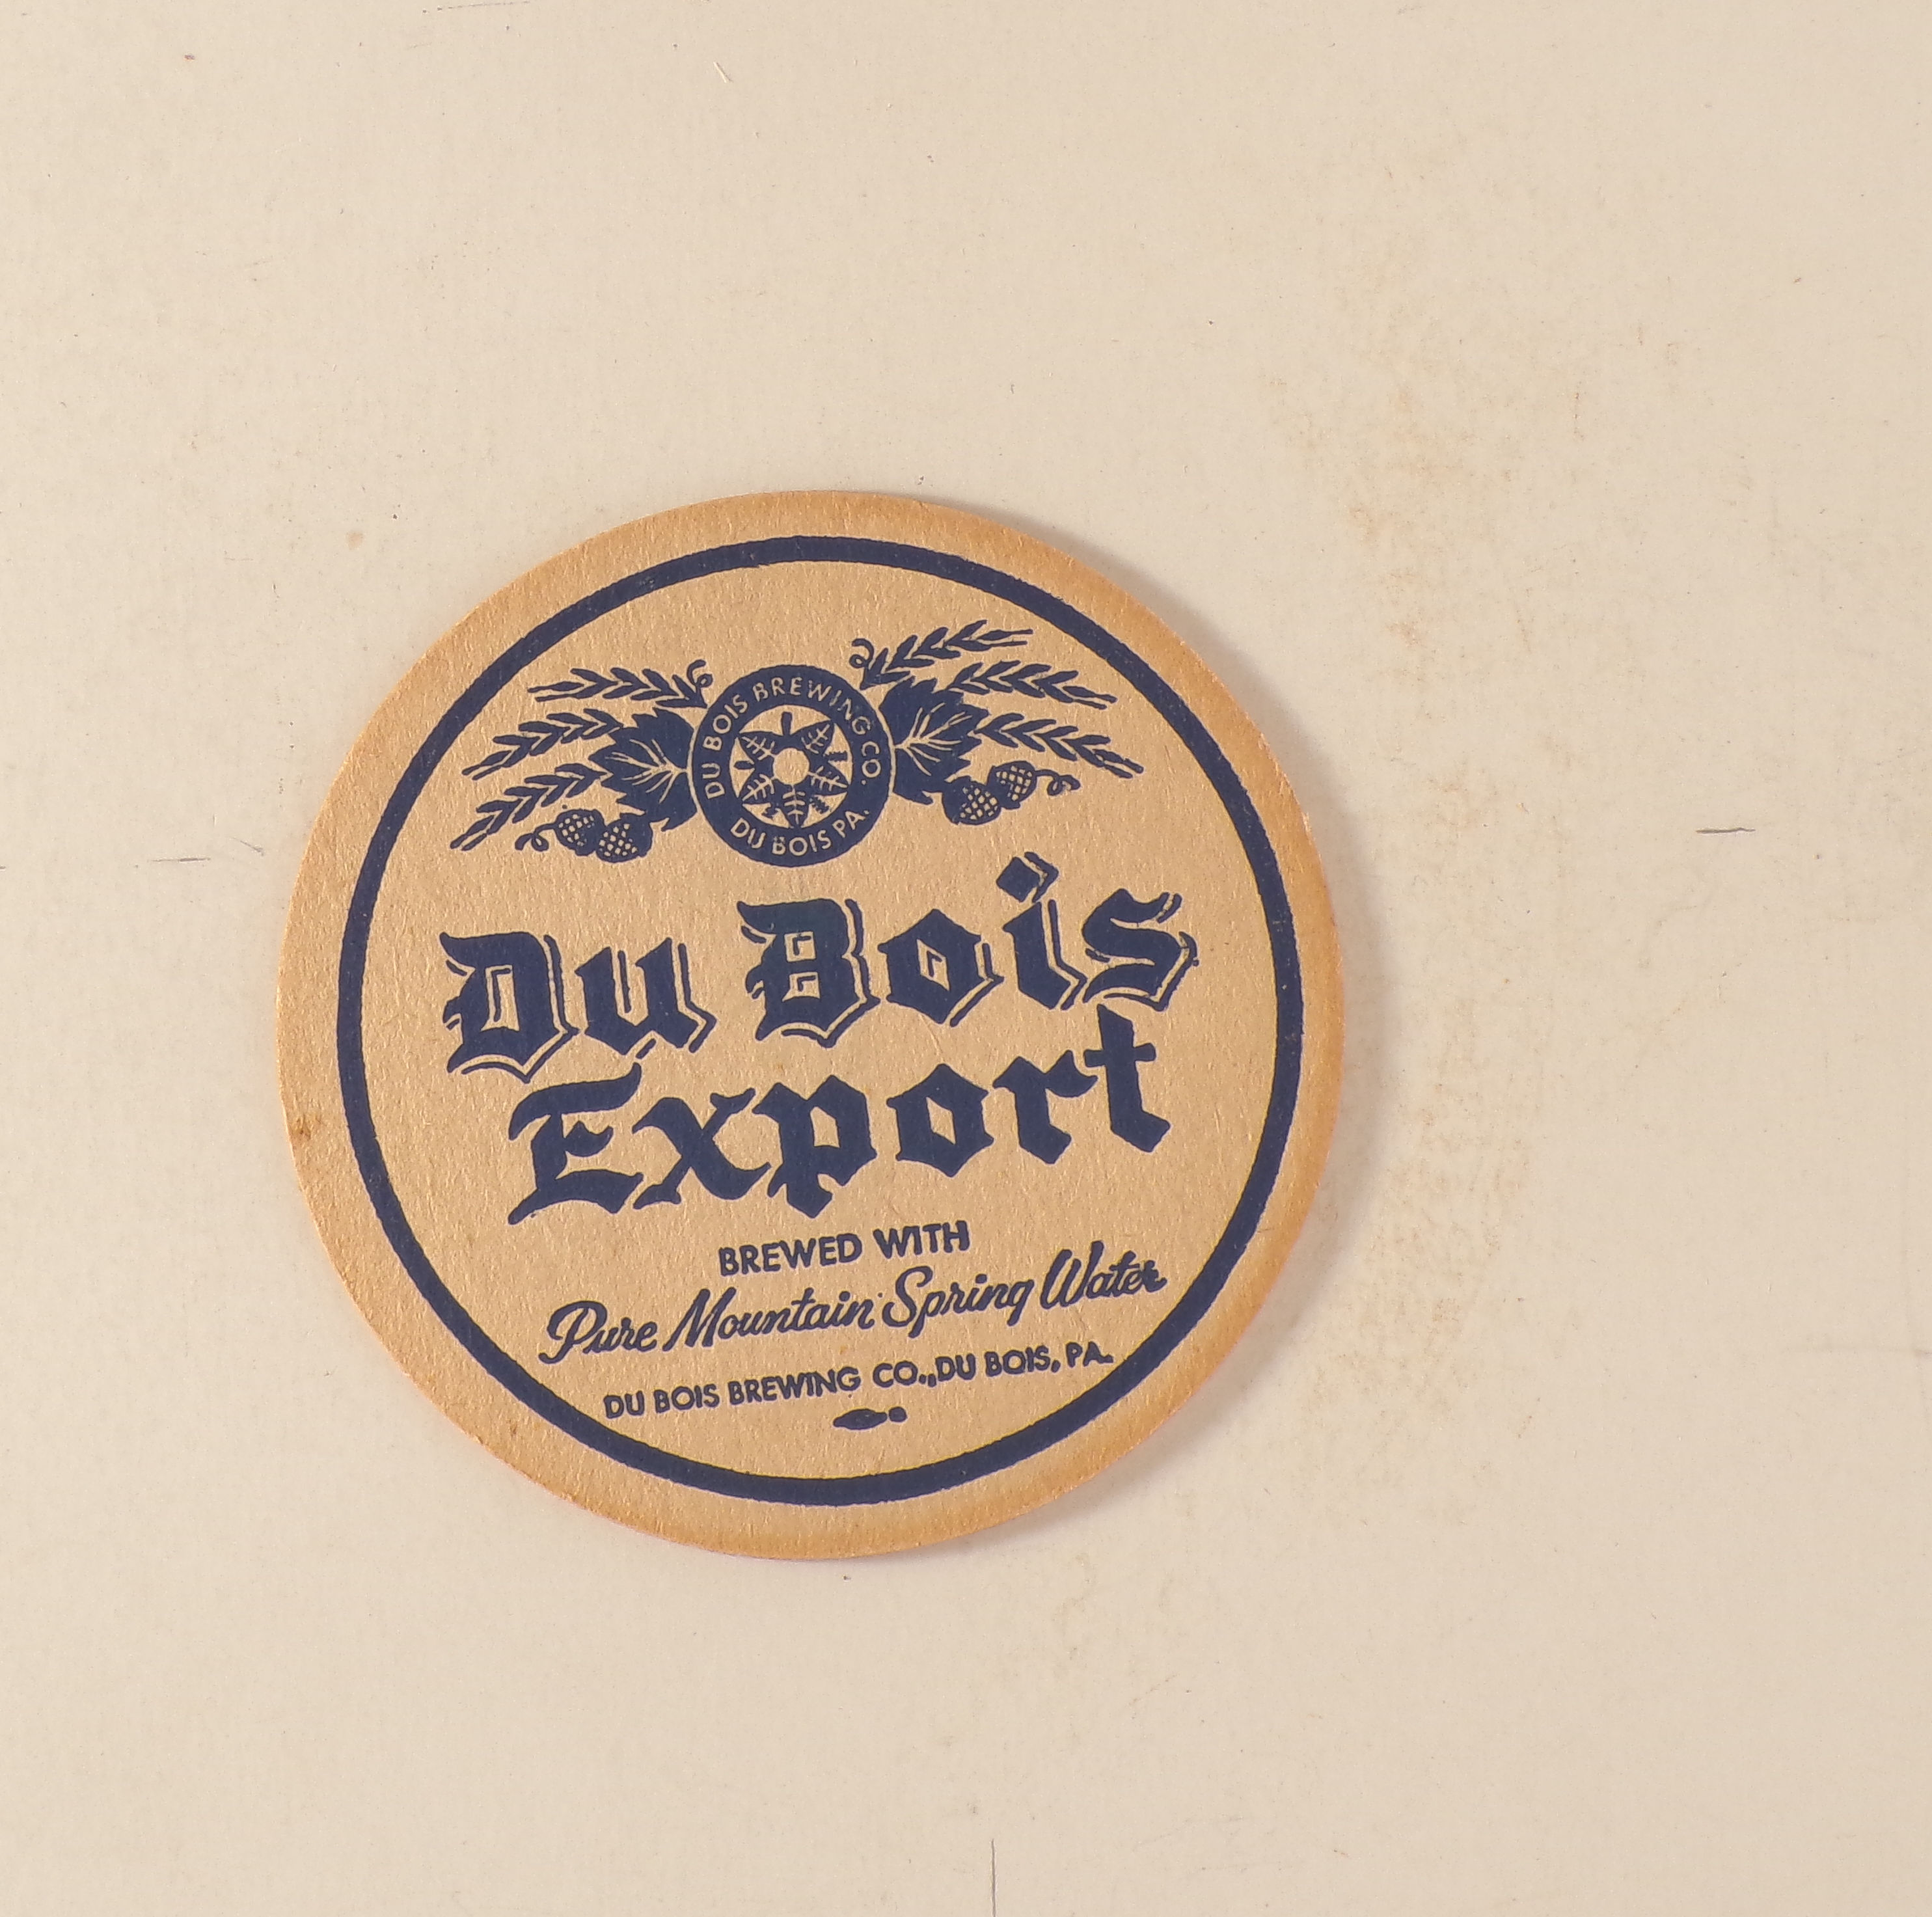 DU BOIS BREWING CO.
DU BOIS PA.
Du Bois
Export
BREWED WITH
Pure Mountain Spring Water
DU BOIS BREWING CO., DU BOIS, PA.